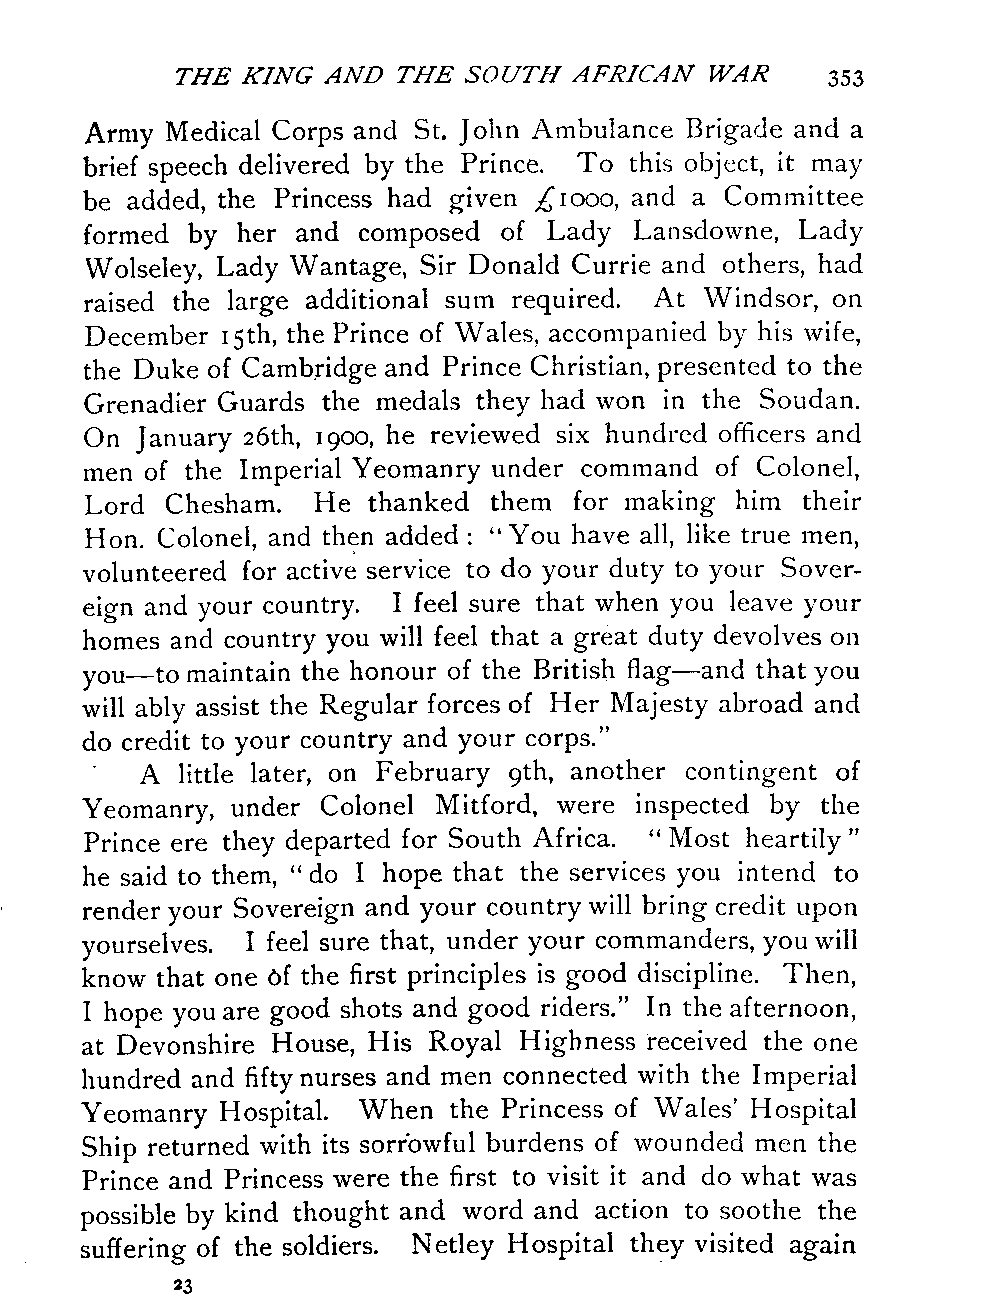 THE KING AND THE SOUTH AFRICAN WAR 353
Army Medical Corps and St. John Ambulance Brigade and a
brief speech delivered by the Prince. To this object, it may
be added, the Princess had given £1000, and a Committee
formed by her and composed of Lady Lansdowne, Lady
Wolseley, Lady Wantage, Sir Donald Currie and others, had
raised the large additional sum required. At Windsor, on
December 15th, the Prince of Wales, accompanied by his wife,
the Duke of Cambridge and Prince Christian, presented to the
Grenadier Guards the medals they had won in the Soudan.
On January 26th, 1900, he reviewed six hundred officers and
men of the Imperial Yeomanry under command of Colonel,
Lord Chesham. He thanked them for making him their
Hon. Colonel, and then added : “ You have all, like true men,
volunteered for active service to do your duty to your Sover-
eign and your country. I feel sure that when you leave your
homes and country you will feel that a great duty devolves on
you—to maintain the honour of the British flag—and that you
will ably assist the Regular forces of Her Majesty abroad and
do credit to your country and your corps.”
A little later, on February 9th, another contingent of
Yeomanry, under Colonel Mitford, were inspected by the
Prince ere they departed for South Africa. “ Most heartily ”
he said to them, “ do I hope that the services you intend to
render your Sovereign and your country will bring credit upon
yourselves. I feel sure that, under your commanders, you will
know that one of the first principles is good discipline. Then,
I hope you are good shots and good riders.” In the afternoon,
at Devonshire House, His Royal Highness received the one
hundred and fifty nurses and men connected with the Imperial
Yeomanry Hospital. When the Princess of Wales’ Hospital
Ship returned with its sorrowful burdens of wounded men the
Prince and Princess were the first to visit it and do what was
possible by kind thought and word and action to soothe the
suffering of the soldiers. Netley Hospital they visited again
23